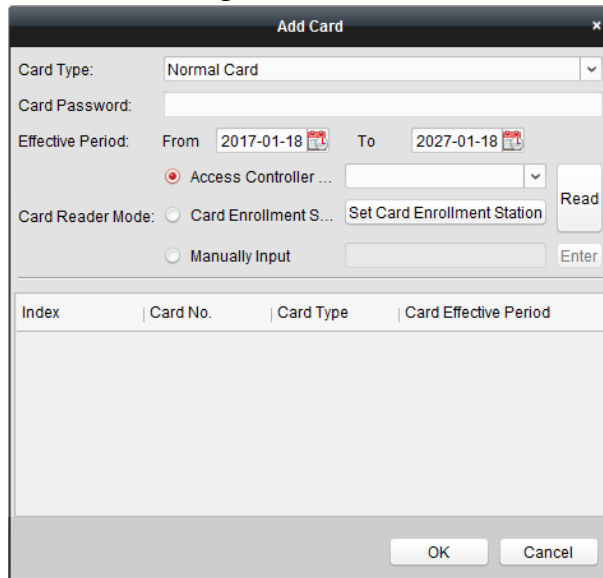 Add Card ×
Card Type: Normal Card
Card Password:
Effective Period: From 2017-01-18 To 2027-01-18
Access Controller ...
Read
Card Reader Mode: Card Enrollment S... Set Card Enrollment Station
Manually Input Enter
Index Card No. Card Type Card Effective Period
OK Cancel